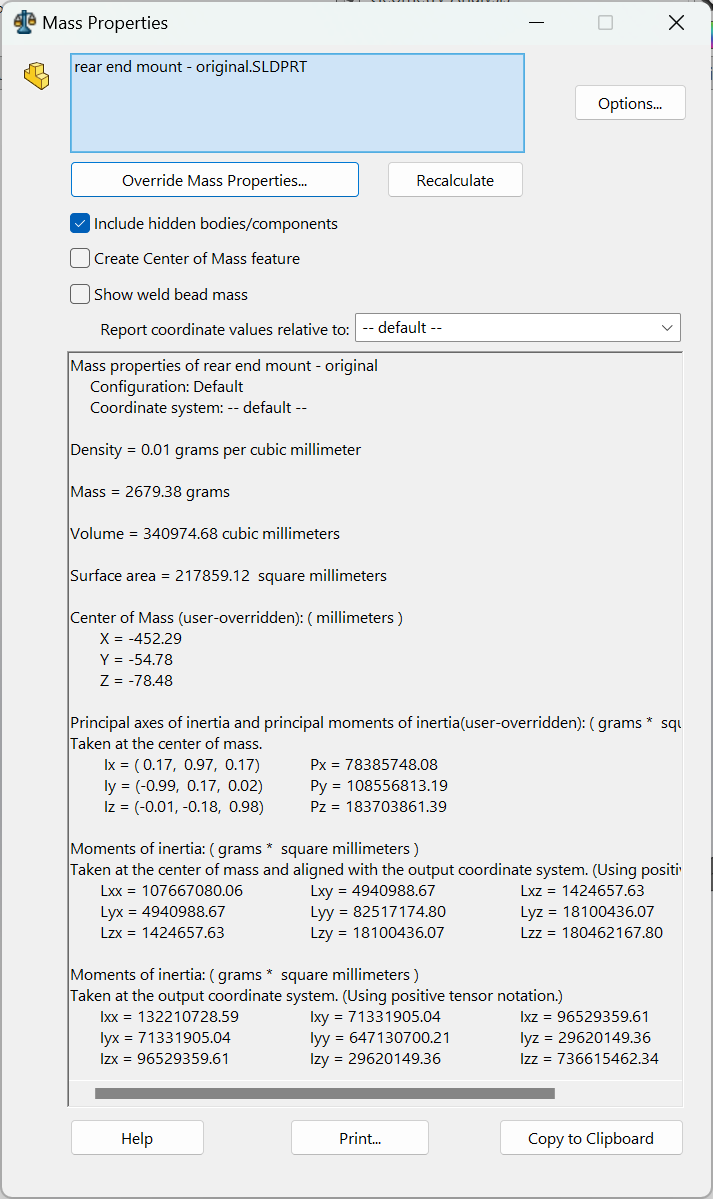 Mass Properties
rear end mount - original.SLDPRT
Options...
Override Mass Properties...
Recalculate
Include hidden bodies/components
Create Center of Mass feature
Show weld bead mass
Report coordinate values relative to:
-- default --
Mass properties of rear end mount - original
Configuration: Default
Coordinate system: -- default --
Density = 0.01 grams per cubic millimeter
Mass = 2679.38 grams
Volume = 340974.68 cubic millimeters
Surface area = 217859.12 square millimeters
Center of Mass (user-overridden): ( millimeters )
X = -452.29
Y = -54.78
Z = -78.48
Principal axes of inertia and principal moments of inertia(user-overridden): ( grams *
Taken at the center of mass.
Ix = ( 0.17, 0.97, 0.17) Px = 78385748.08
Iy = (-0.99, 0.17, 0.02) Py = 108556813.19
Iz = (-0.01, -0.18, 0.98) Pz = 183703861.39
Moments of inertia: ( grams * square millimeters )
Taken at the center of mass and aligned with the output coordinate system. (Using
Lxx = 107667080.06 Lxy = 4940988.67 Lxz = 1424657.63
Lyx = 4940988.67 Lyy = 82517174.80 Lyz = 18100436.07
Lzx = 1424657.63 Lzy = 18100436.07 Lzz = 180462167.80
Moments of inertia: ( grams * square millimeters )
Taken at the output coordinate system. (Using positive tensor notation.)
Ixx = 132210728.59 Ixy = 71331905.04 Ixz = 96529359.61
Iyx = 71331905.04 Iyy = 647130700.21 Iyz = 29620149.36
Izx = 96529359.61 Izy = 29620149.36 Izz = 736615462.34
Help
Print...
Copy to Clipboard